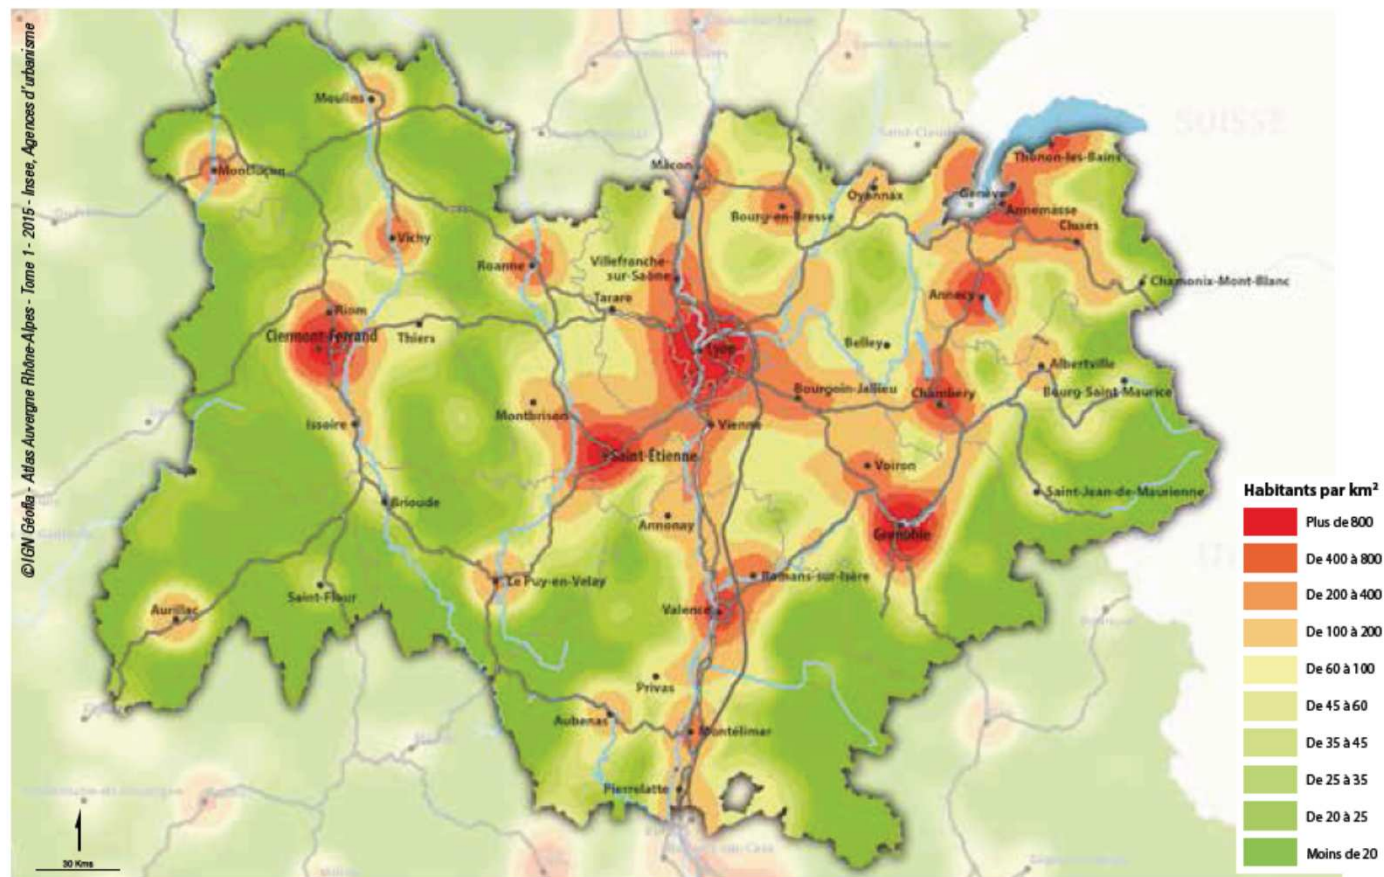 ©IGN Géofla - Atlas Auvergne Rhône-Alpes - Tome 1 - 2015 - Insee, Agences d'urbanisme
SUISSE
Moulins
Montluçon
Mâcon
Thonon-les-Bains
Genève
Annemasse
Oyonnax
Bourg-en-Bresse
Cluses
Vichy
Roanne
Villefranche-
sur-Saône
Chamonix-Mont-Blanc
Annecy
Tarare
Riom
Clermont-Ferrand
Thiers
Lyon
Belley
Albertville
Bourg-Saint-Maurice
Bourgoin-Jallieu
Chambéry
Montbrison
Issoire
Vienne
Saint-Étienne
Voiron
Saint-Jean-de-Maurienne
Brioude
Annonay
Grenoble
Le Puy-en-Velay
Romans-sur-Isère
Saint-Flour
Valence
Aurillac
Privas
Aubenas
Montélimar
Pierrelatte
30 Kms
Habitants par km²
Plus de 800
De 400 à 800
De 200 à 400
De 100 à 200
De 60 à 100
De 45 à 60
De 35 à 45
De 25 à 35
De 20 à 25
Moins de 20